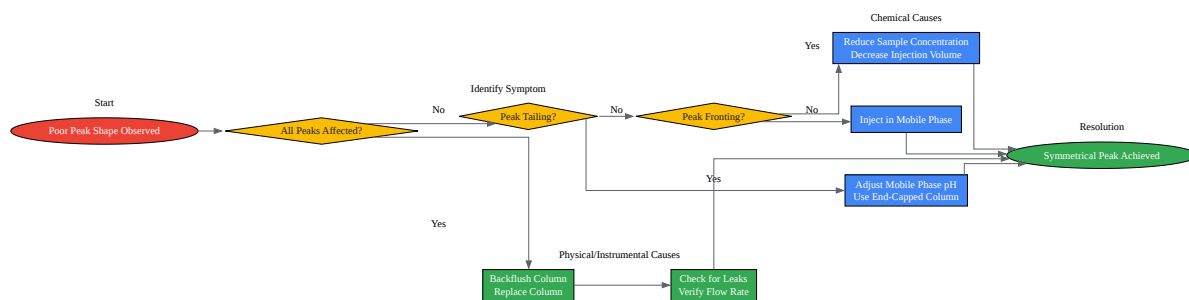 Chemical Causes
Yes
Reduce Sample Concentration
Decrease Injection Volume
Identify Symptom
Start
No
No
No
Poor Peak Shape Observed
All Peaks Affected?
Peak Tailing?
Peak Fronting?
Inject in Mobile Phase
Resolution
Symmetrical Peak Achieved
Yes
Adjust Mobile Phase pH
Use End-Capped Column
Yes
Physical/Instrumental Causes
Backflush Column
Replace Column
Check for Leaks
Verify Flow Rate